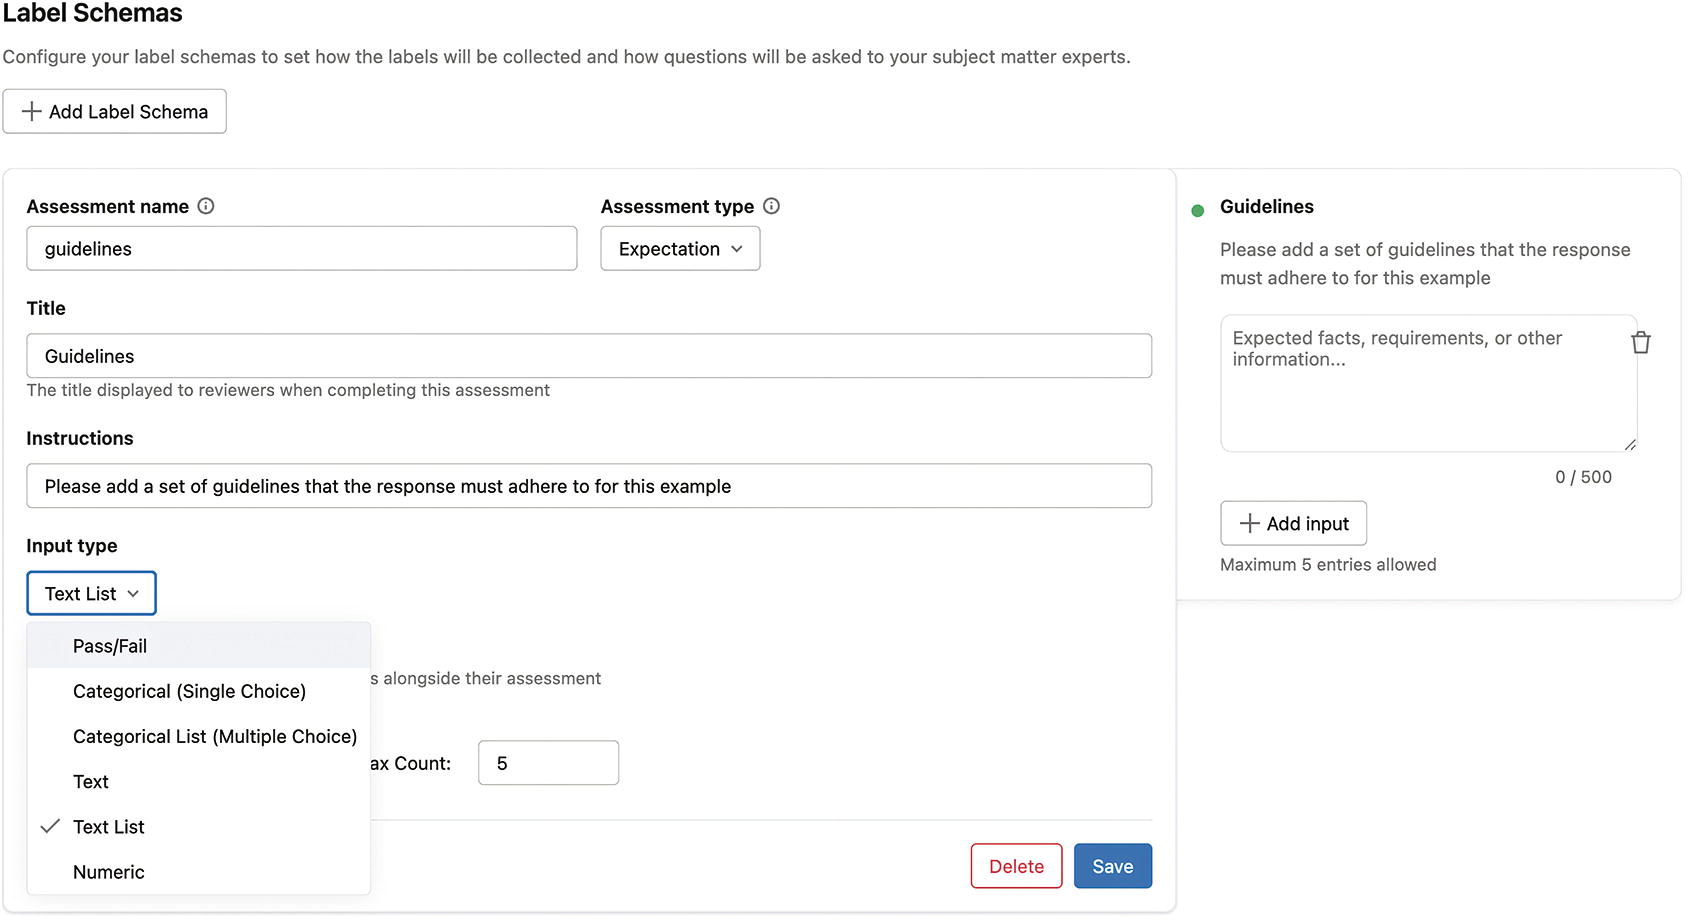 Label Schemas
Configure your label schemas to set how the labels will be collected and how questions will be asked to your subject matter experts.
Add Label Schema
Assessment name
guidelines
Assessment type
Expectation
Title
Guidelines
The title displayed to reviewers when completing this assessment
Instructions
Please add a set of guidelines that the response must adhere to for this example
Input type
Text List
Pass/Fail
Categorical (Single Choice)
Categorical List (Multiple Choice)
Text
Text List
Numeric
alongside their assessment
Count:
5
Delete
Save
Guidelines
Please add a set of guidelines that the response
must adhere to for this example
Expected facts, requirements, or other
information...
0 / 500
Add input
Maximum 5 entries allowed